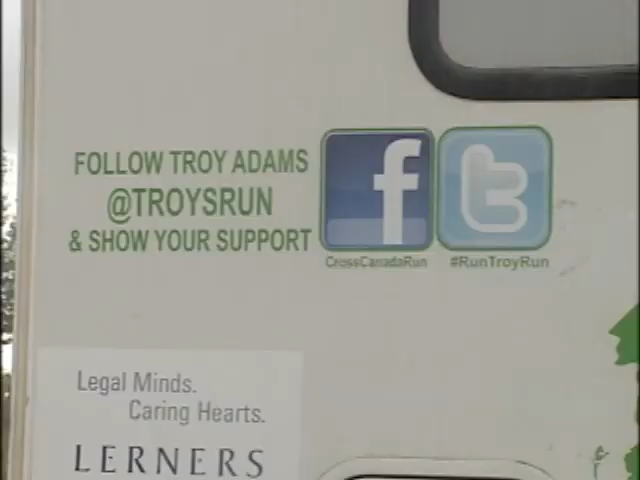 FOLLOW TROY ADAMS
@TROYSRUN
& SHOW YOUR SUPPORT
f
t
CrossCanadaRun
#RunTroyRun
Legal Minds.
Caring Hearts.
LERNERS